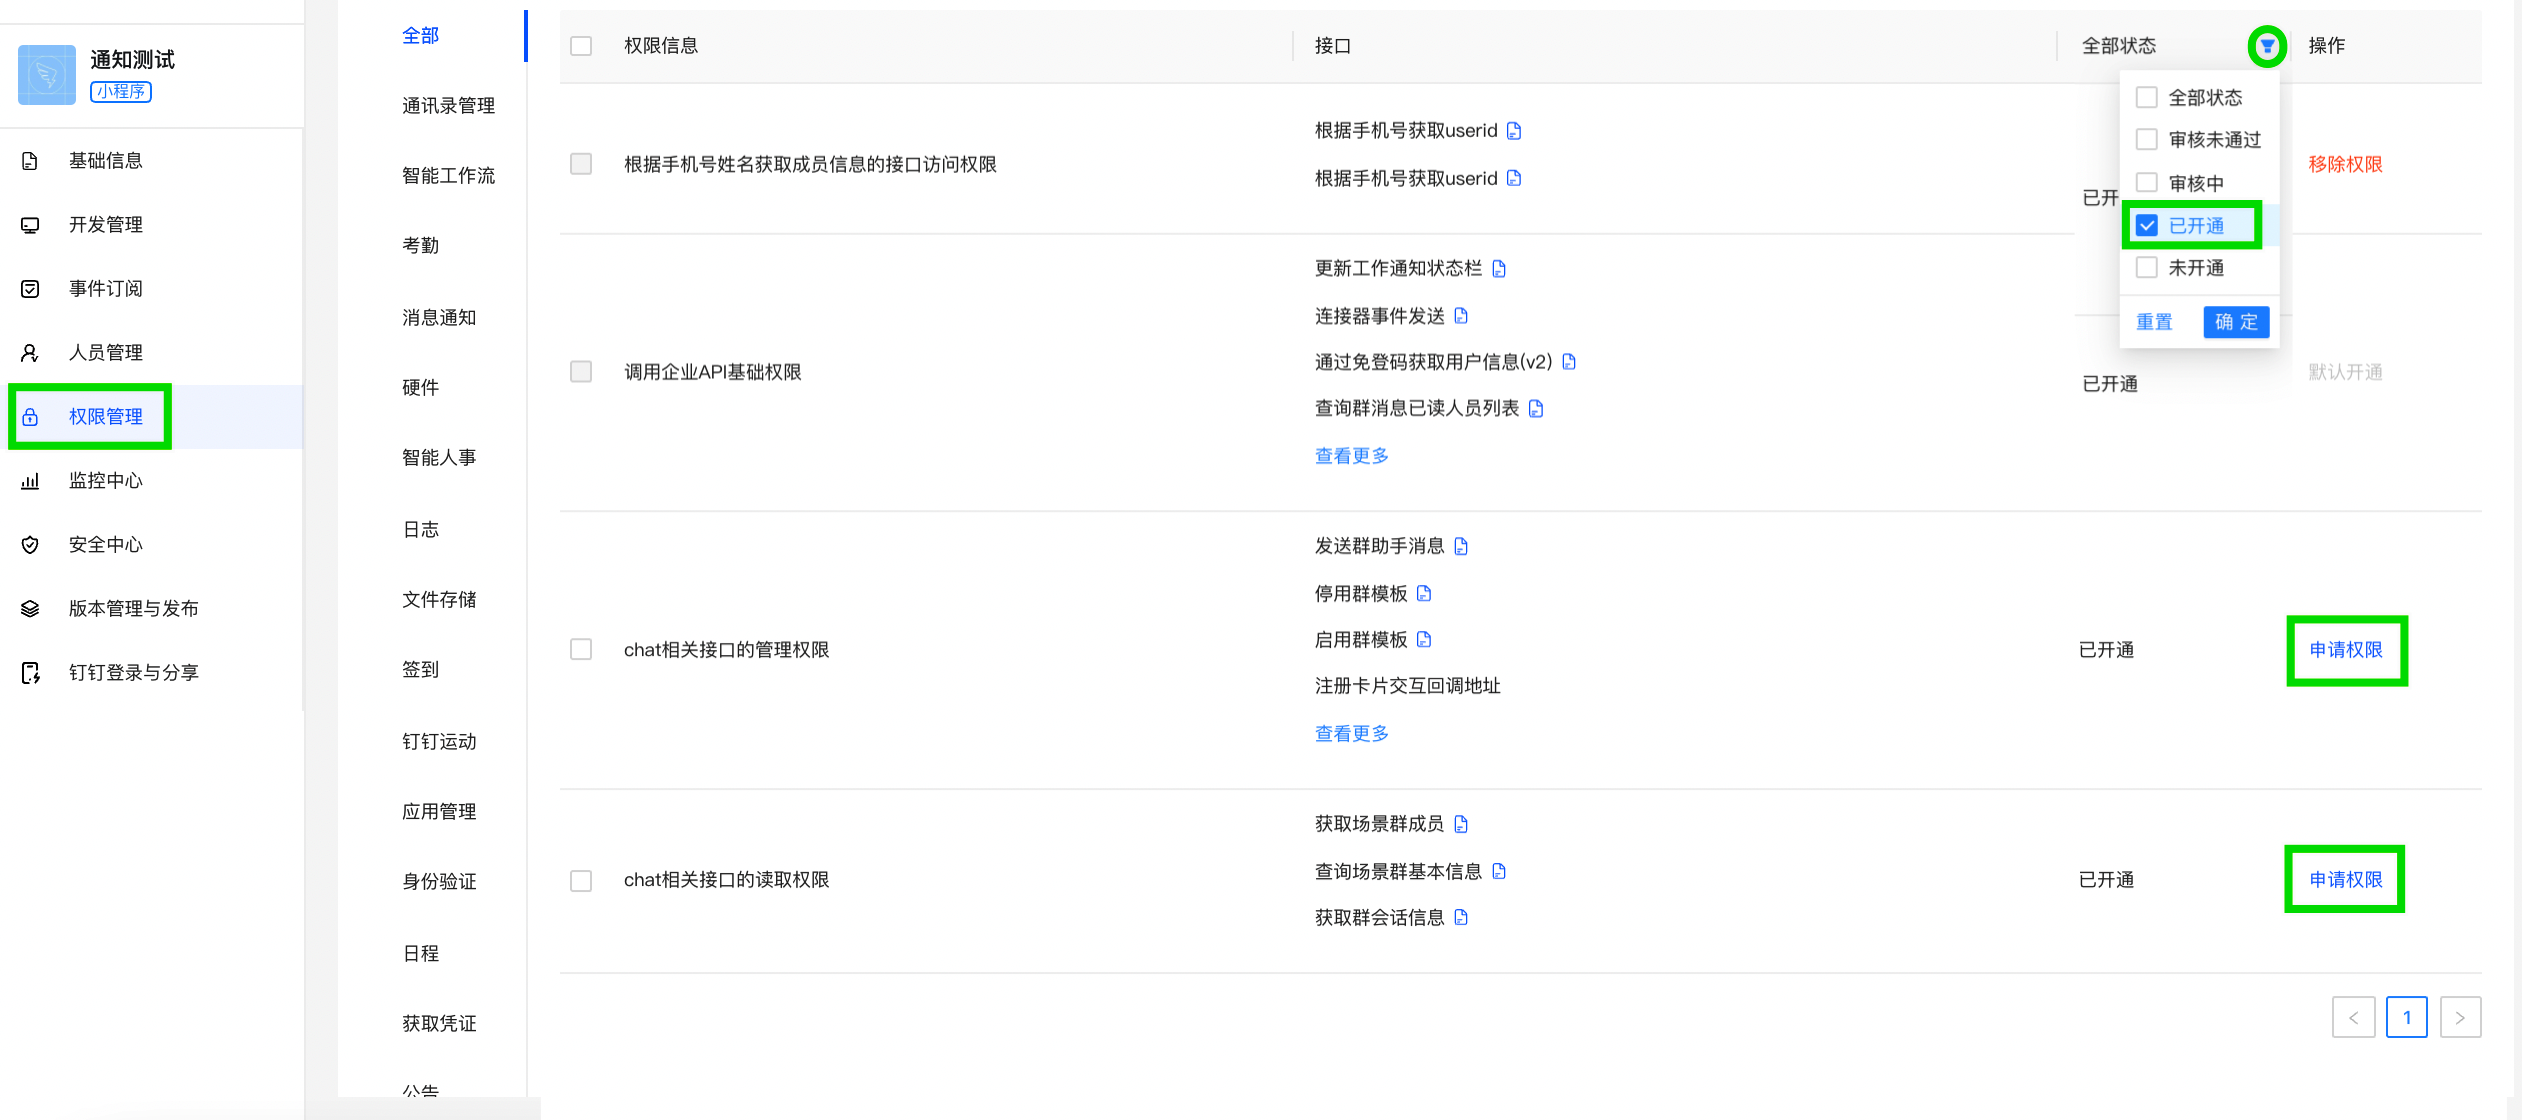 通知测试
小程序
基础信息
开发管理
事件订阅
人员管理
权限管理
监控中心
安全中心
版本管理与发布
钉钉登录与分享
全部
通讯录管理
智能工作流
考勤
消息通知
硬件
智能人事
日志
文件存储
签到
钉钉运动
应用管理
身份验证
日程
获取凭证
公告
权限信息 接口 全部状态 操作
全部状态
审核未通过
审核中
已开通
未开通
重置 确 定
根据手机号姓名获取成员信息的接口访问权限
根据手机号获取userid
根据手机号获取userid
已开
移除权限
调用企业API基础权限
更新工作通知状态栏
连接器事件发送
通过免登码获取用户信息(v2)
查询群消息已读人员列表
查看更多
已开通
默认开通
chat相关接口的管理权限
发送群助手消息
停用群模板
启用群模板
注册卡片交互回调地址
查看更多
已开通
申请权限
chat相关接口的读取权限
获取场景群成员
查询场景群基本信息
获取群会话信息
已开通
申请权限
< 1 >